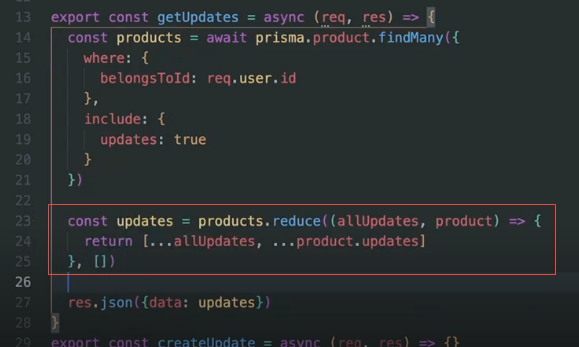 13 export const getUpdates = async (req, res) => {
14 const products = await prisma.product.findMany({
15 where: {
16 belongsToId: req.user.id
17 },
18 include: {
19 updates: true
20 }
21 })
22
23 const updates = products.reduce((allUpdates, product) => {
24 return [...allUpdates, ...product.updates]
25 }, [])
26
27 res.json({data: updates})
28 }
29 export const createUpdate = async (req, res) => {}